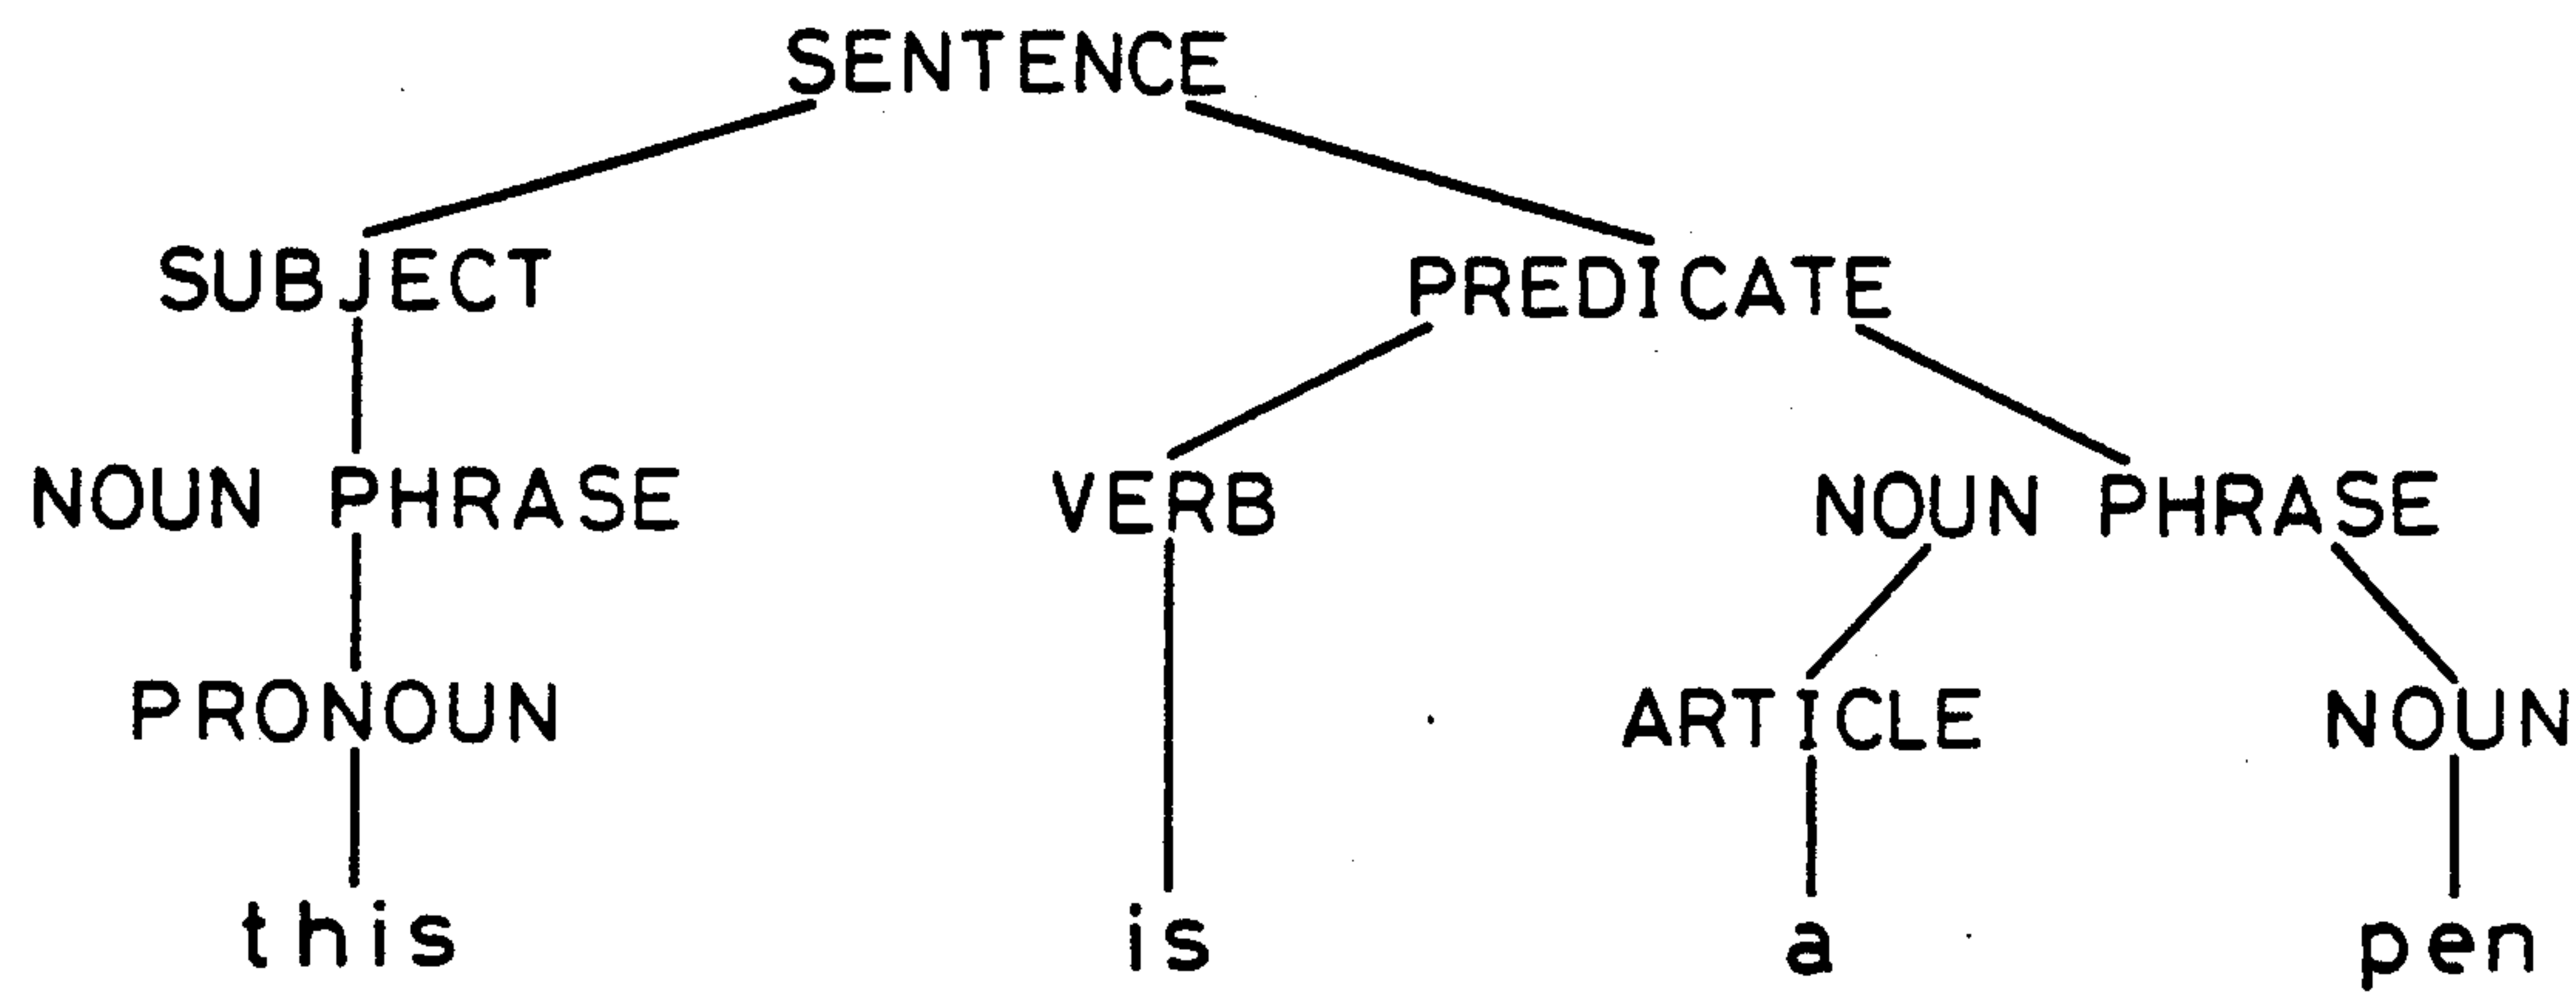 SENTENCE
SUBJECT PREDICATE
NOUN PHRASE VERB NOUN PHRASE
PRONOUN ARTICLE NOUN
this is a pen